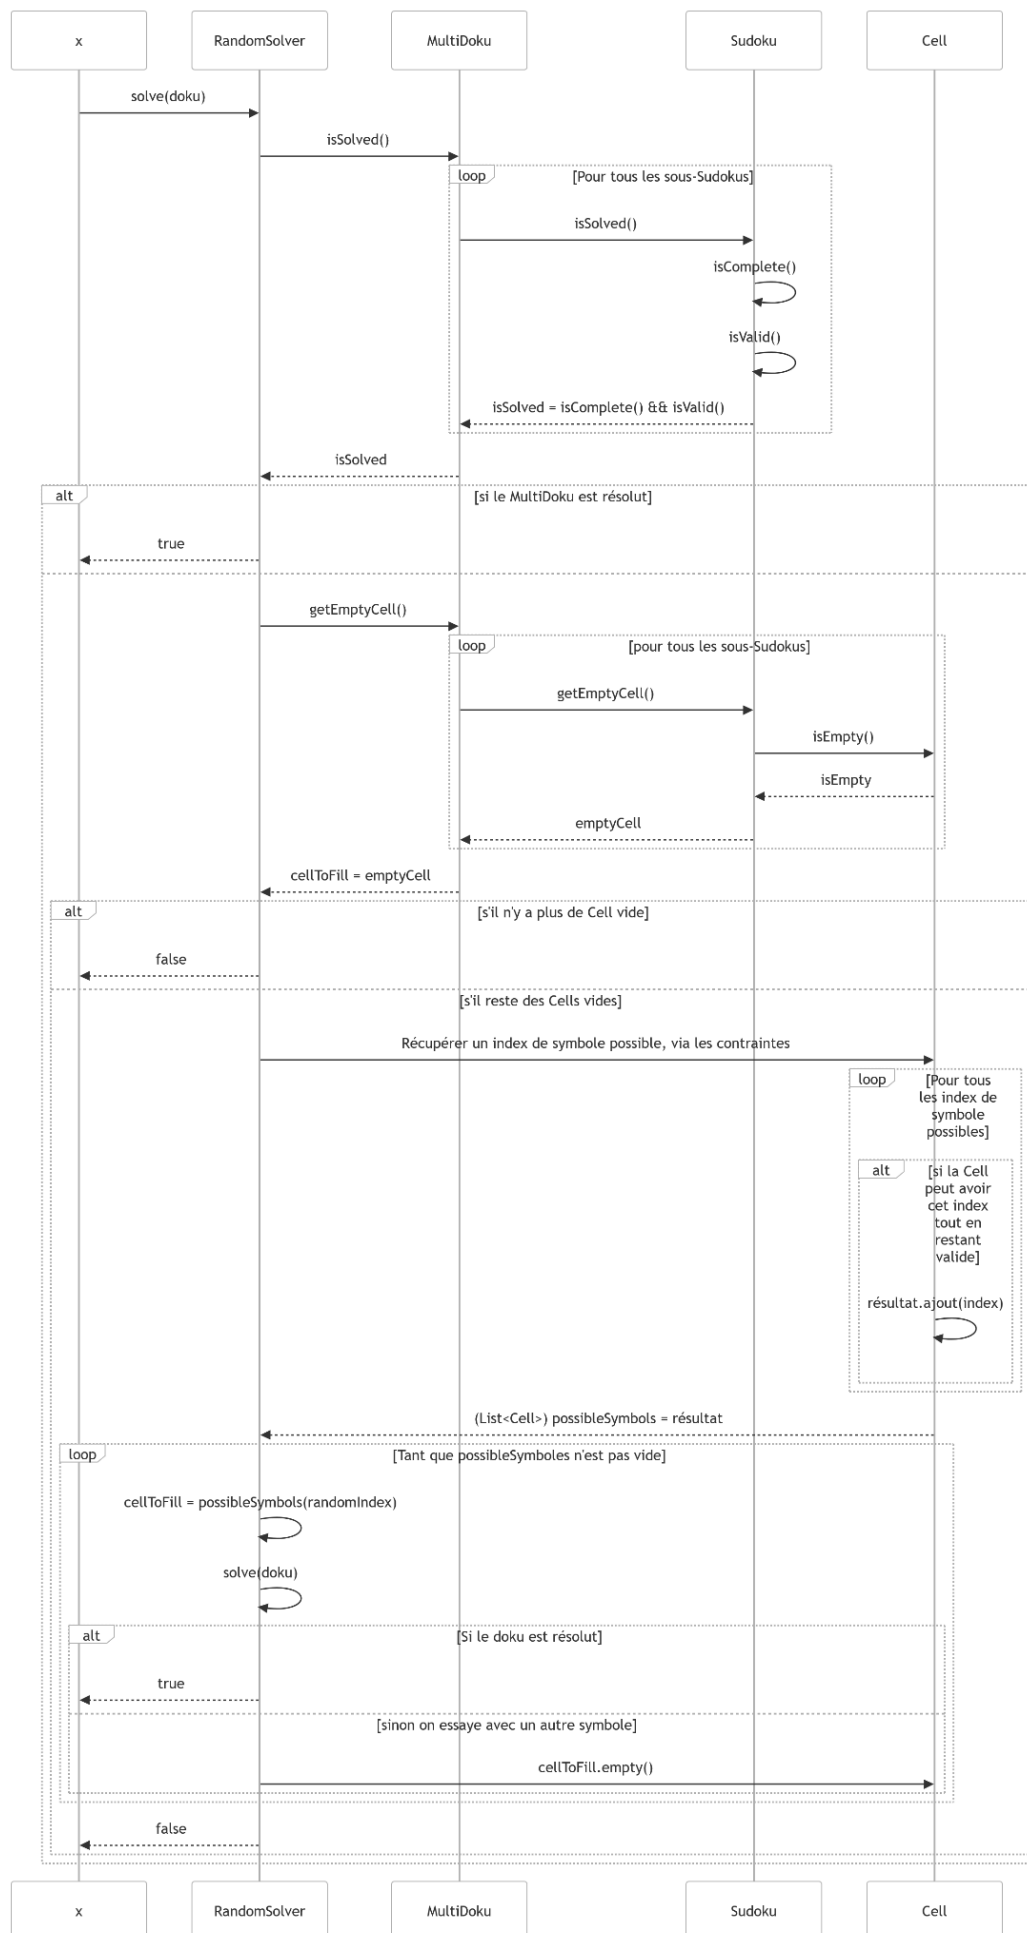 x RandomSolver MultiDoku Sudoku Cell
solve(doku)
isSolved()
loop [Pour tous les sous-Sudokus]
isSolved()
isComplete()
isValid()
isSolved = isComplete() && isValid()
isSolved
alt [si le MultiDoku est résolut]
true
getEmptyCell()
loop [pour tous les sous-Sudokus]
getEmptyCell()
isEmpty()
isEmpty
emptyCell
cellToFill = emptyCell
alt [s'il n'y a plus de Cell vide]
false
[s'il reste des Cells vides]
Récupérer un index de symbole possible, via les contraintes
loop [Pour tous
les index de
symbole
possibles]
alt [si la Cell
peut avoir
cet index
tout en
restant
valide]
résultat.ajout(index)
(List<Cell>) possibleSymbols = résultat
loop [Tant que possibleSymboles n'est pas vide]
cellToFill = possibleSymbols(randomIndex)
solve(doku)
alt [Si le doku est résolut]
true
[sinon on essaye avec un autre symbole]
cellToFill.empty()
false
x RandomSolver MultiDoku Sudoku Cell